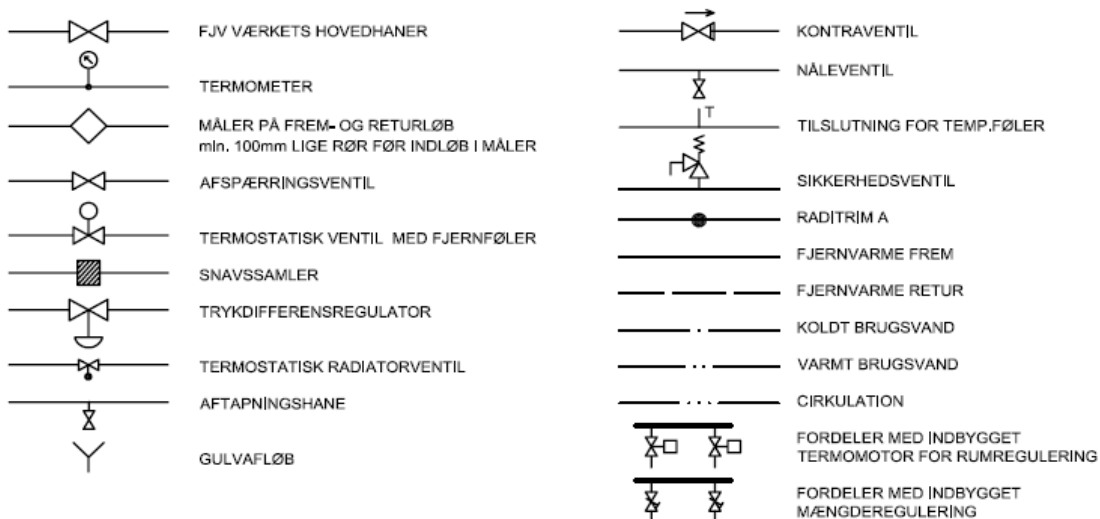 FJV VÆRKETS HOVEDHANER
TERMOMETER
MÅLER PÅ FREM- OG RETURLØB
min. 100mm LIGE RØR FØR INDLØB I MÅLER
AFSPÆRRINGSVENTIL
TERMOSTATISK VENTIL MED FJERNFØLER
SNAVSSAMLER
TRYKDIFFERENSREGULATOR
TERMOSTATISK RADIATORVENTIL
AFTAPNINGSHANE
GULVAFLØB
KONTRAVENTIL
NÅLEVENTIL
T
TILSLUTNING FOR TEMP.FØLER
SIKKERHEDSVENTIL
RADITRIM A
FJERNVARME FREM
FJERNVARME RETUR
KOLDT BRUGSVAND
VARMT BRUGSVAND
CIRKULATION
FORDELER MED INDBYGGET
TERMOMOTOR FOR RUMREGULERING
FORDELER MED INDBYGGET
MÆNGDEREGULERING